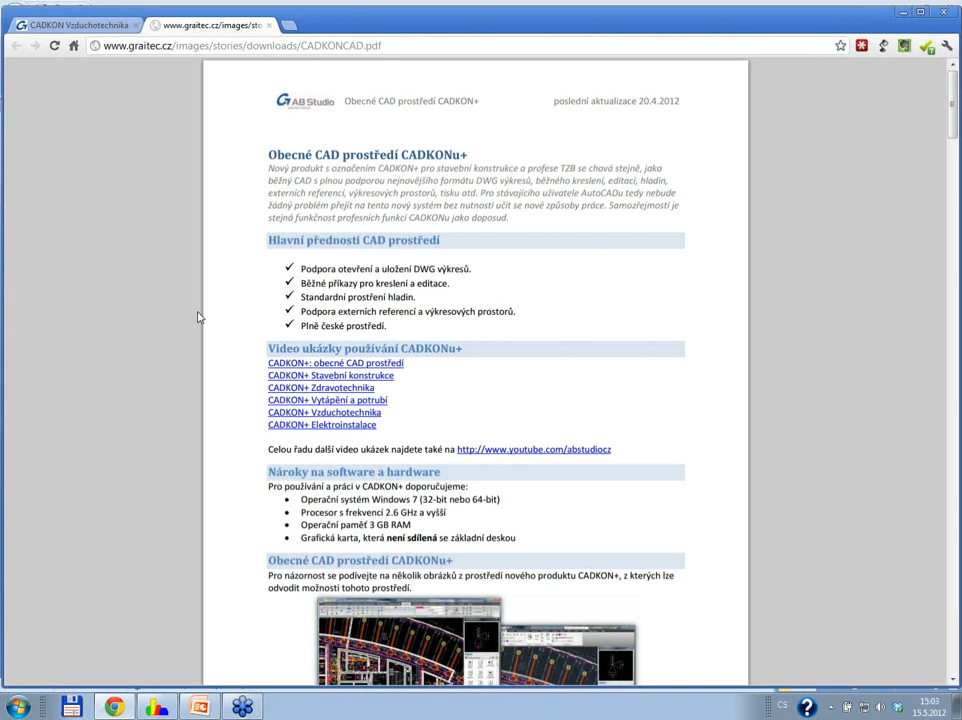 CADKON Vzduchotechnika
www.graitec.cz/images/sto
www.graitec.cz/images/stories/downloads/CADKONCAD.pdf
AB Studio
Obecné CAD prostředí CADKON+
poslední aktualizace 20.4.2012
Obecné CAD prostředí CADKONu+
Nový produkt s označením CADKON+ pro stavební konstrukce a profese TZB se chová stejně, jako
běžný CAD s plnou podporou nejnovějšího formátu DWG výkresů, běžného kreslení, editací, hladin,
externích referencí, výkresových prostorů, tisku atd. Pro stávajícího uživatele AutoCADu tedy nebude
žádný problém přejít na tento nový systém bez nutnosti učit se nové způsoby práce. Samozřejmostí je
stejná funkčnost profesních funkcí CADKONu jako doposud.
Hlavní přednosti CAD prostředí
✓ Podpora otevření a uložení DWG výkresů.
✓ Běžné příkazy pro kreslení a editace.
✓ Standardní prostření hladin.
✓ Podpora externích referencí a výkresových prostorů.
✓ Plně české prostředí.
Video ukázky používání CADKONu+
CADKON+: obecné CAD prostředí
CADKON+ Stavební konstrukce
CADKON+ Zdravotechnika
CADKON+ Vytápění a potrubí
CADKON+ Vzduchotechnika
CADKON+ Elektroinstalace
Celou řadu další video ukázek najdete také na http://www.youtube.com/abstudiocz
Nároky na software a hardware
Pro používání a práci v CADKON+ doporučujeme:
• Operační systém Windows 7 (32-bit nebo 64-bit)
• Procesor s frekvencí 2.6 GHz a vyšší
• Operační paměť 3 GB RAM
• Grafická karta, která není sdílená se základní deskou
Obecné CAD prostředí CADKONu+
Pro názornost se podívejte na několik obrázků z prostředí nového produktu CADKON+, z kterých lze
odvodit možnosti tohoto prostředí.
CS
15:03
15.5.2012